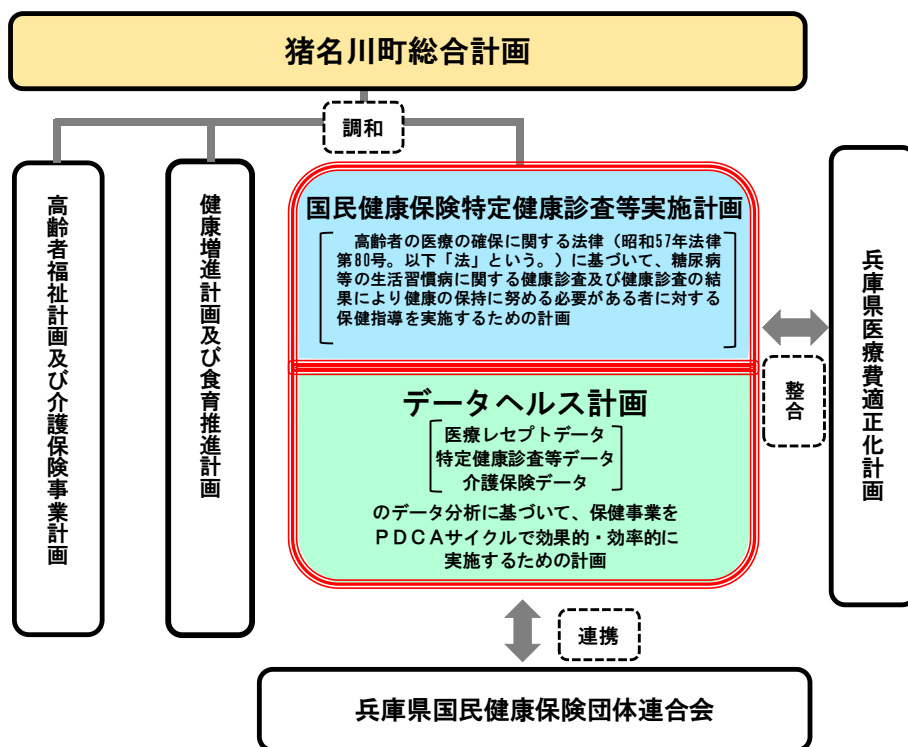 猪名川町総合計画
調和
高齢者福祉計画及び介護保険事業計画
健康増進計画及び食育推進計画
国民健康保険特定健康診査等実施計画
高齢者の医療の確保に関する法律（昭和57年法律
第80号。以下「法」という。）に基づいて、糖尿病
等の生活習慣病に関する健康診査及び健康診査の結
果により健康の保持に努める必要がある者に対する
保健指導を実施するための計画
データヘルス計画
医療レセプトデータ
特定健康診査等データ
介護保険データ
のデータ分析に基づいて、保健事業を
ＰＤＣＡサイクルで効果的・効率的に
実施するための計画
整合
兵庫県医療費適正化計画
連携
兵庫県国民健康保険団体連合会